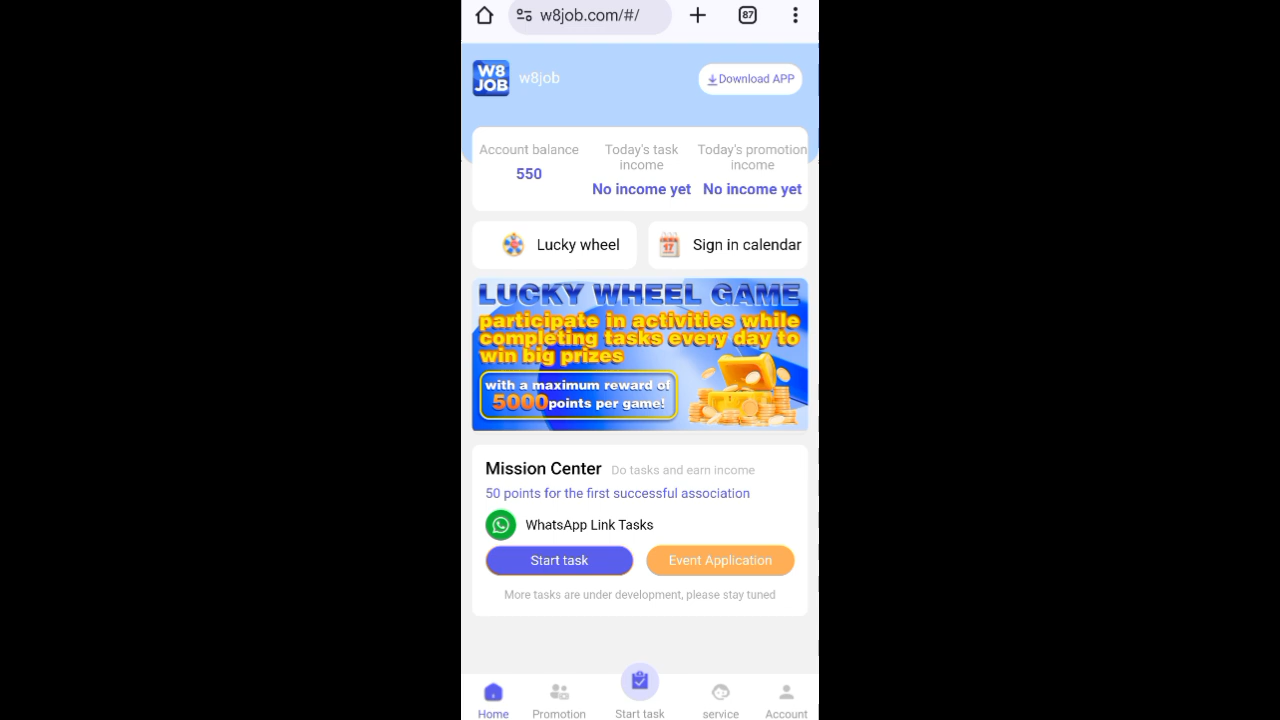 w8job.com/#/
87
W8
JOB
w8job
Download APP
Account balance
550
Today's task
income
No income yet
Today's promotion
income
No income yet
Lucky wheel
17
Sign in calendar
LUCKY WHEEL GAME
participate in activities while
completing tasks every day to
win big prizes
with a maximum reward of
5000points per game!
Mission Center Do tasks and earn income
50 points for the first successful association
WhatsApp Link Tasks
Start task
Event Application
More tasks are under development, please stay tuned
Home
Promotion
Start task
service
Account